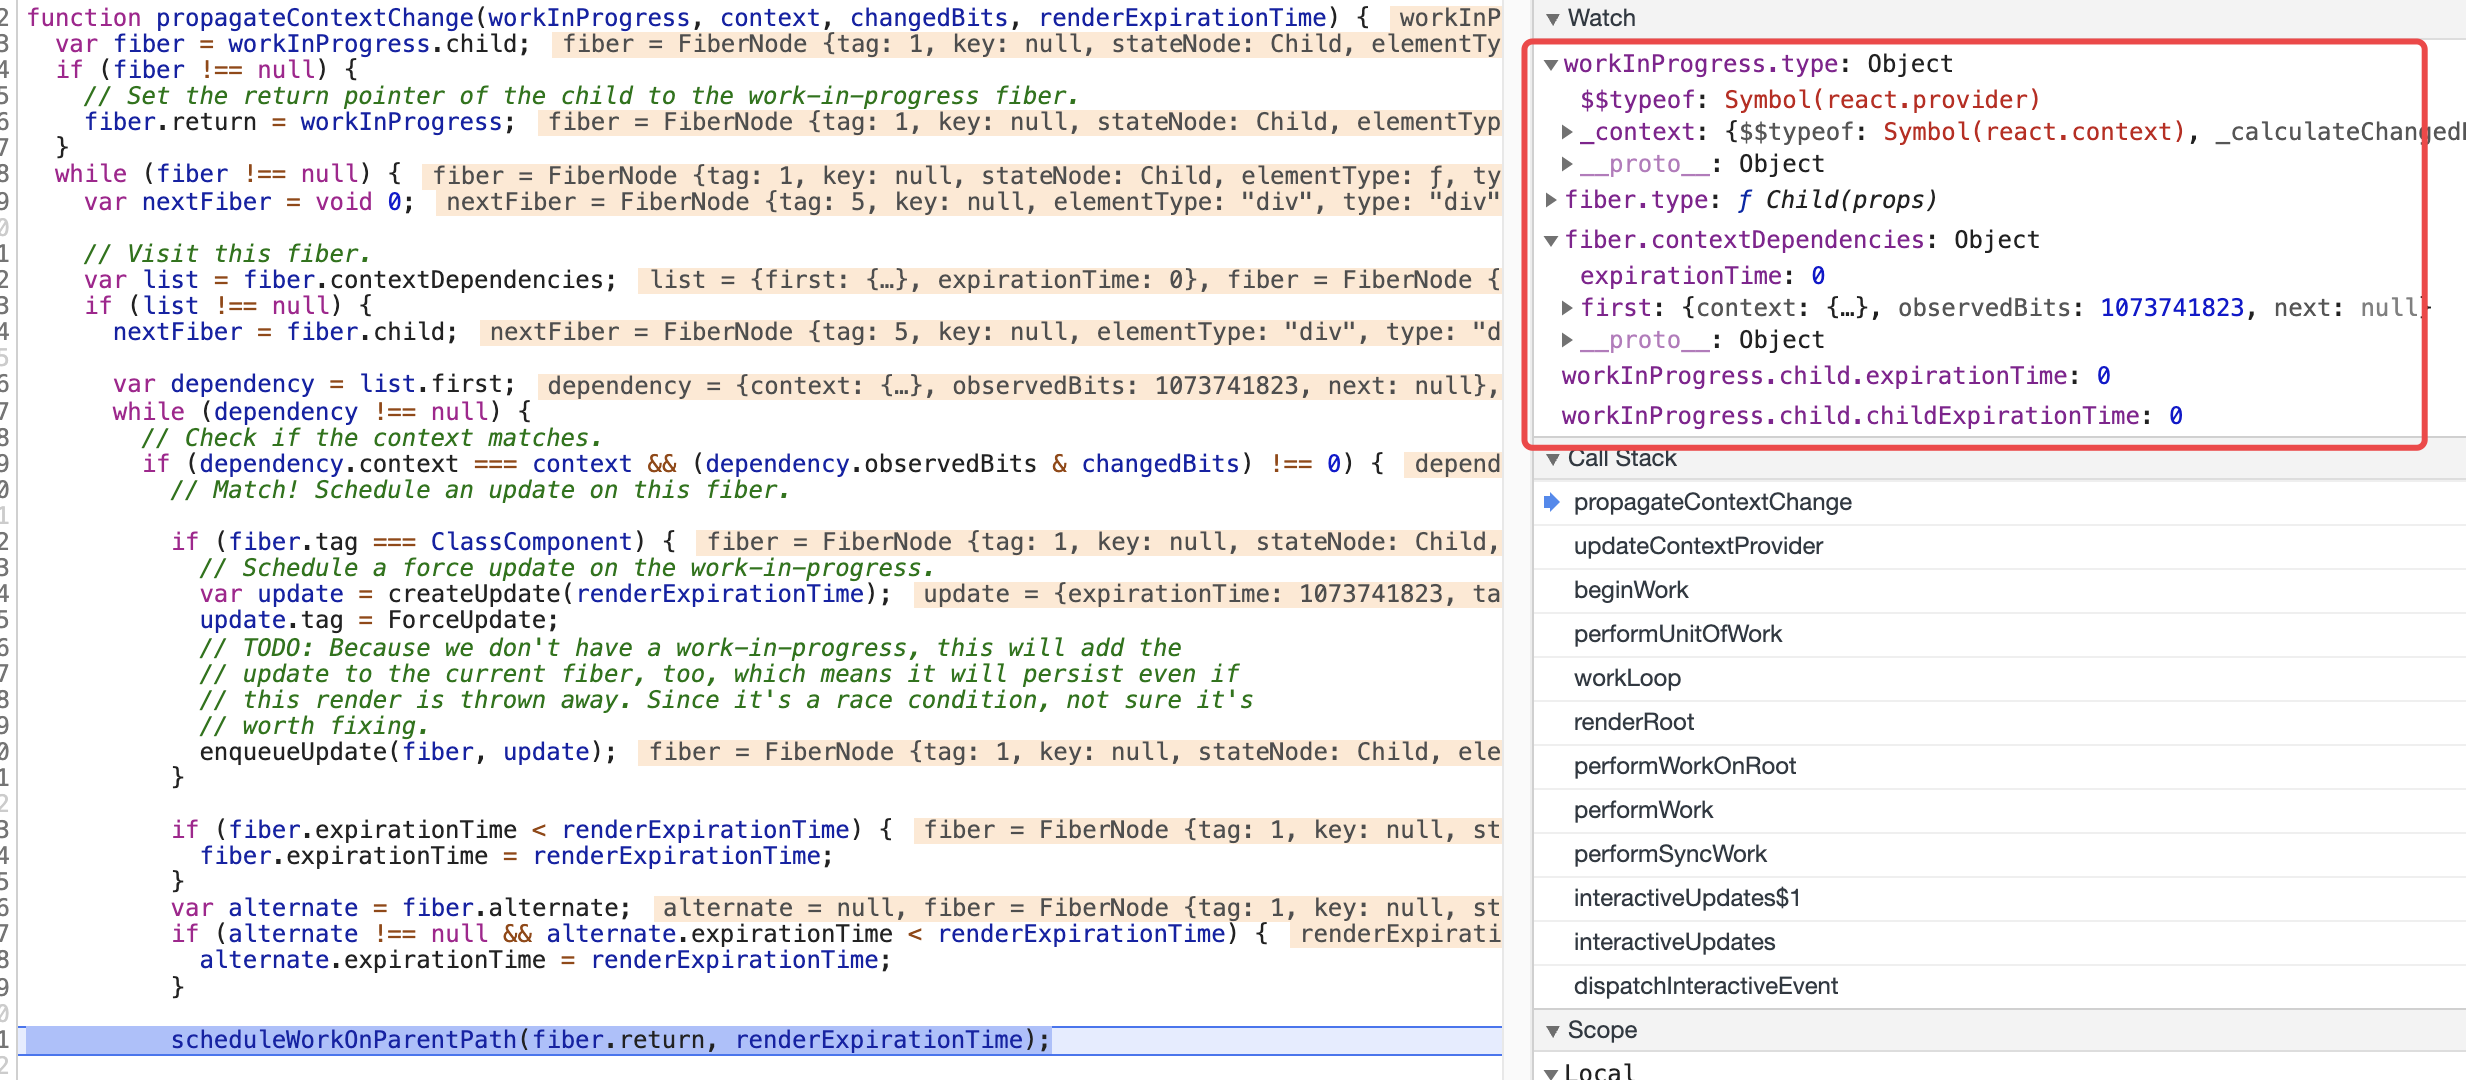 2 function propagateContextChange(workInProgress, context, changedBits, renderExpirationTime) { workInP
3 var fiber = workInProgress.child; fiber = FiberNode {tag: 1, key: null, stateNode: Child, elementTy
4 if (fiber !== null) {
5 // Set the return pointer of the child to the work-in-progress fiber.
6 fiber.return = workInProgress; fiber = FiberNode {tag: 1, key: null, stateNode: Child, elementTyp
7 }
8 while (fiber !== null) { fiber = FiberNode {tag: 1, key: null, stateNode: Child, elementType: ƒ, ty
9 var nextFiber = void 0; nextFiber = FiberNode {tag: 5, key: null, elementType: "div", type: "div"
0
1 // Visit this fiber.
2 var list = fiber.contextDependencies; list = {first: {…}, expirationTime: 0}, fiber = FiberNode {
3 if (list !== null) {
4 nextFiber = fiber.child; nextFiber = FiberNode {tag: 5, key: null, elementType: "div", type: "d
5
6 var dependency = list.first; dependency = {context: {…}, observedBits: 1073741823, next: null},
7 while (dependency !== null) {
8 // Check if the context matches.
9 if (dependency.context === context && (dependency.observedBits & changedBits) !== 0) { depend
0 // Match! Schedule an update on this fiber.
1
2 if (fiber.tag === ClassComponent) { fiber = FiberNode {tag: 1, key: null, stateNode: Child,
3 // Schedule a force update on the work-in-progress.
4 var update = createUpdate(renderExpirationTime); update = {expirationTime: 1073741823, ta
5 update.tag = ForceUpdate;
6 // TODO: Because we don't have a work-in-progress, this will add the
7 // update to the current fiber, too, which means it will persist even if
8 // this render is thrown away. Since it's a race condition, not sure it's
9 // worth fixing.
0 enqueueUpdate(fiber, update); fiber = FiberNode {tag: 1, key: null, stateNode: Child, ele
1 }
2
3 if (fiber.expirationTime < renderExpirationTime) { fiber = FiberNode {tag: 1, key: null, st
4 fiber.expirationTime = renderExpirationTime;
5 }
6 var alternate = fiber.alternate; alternate = null, fiber = FiberNode {tag: 1, key: null, st
7 if (alternate !== null && alternate.expirationTime < renderExpirationTime) { renderExpirati
8 alternate.expirationTime = renderExpirationTime;
9 }
0
1 scheduleWorkOnParentPath(fiber.return, renderExpirationTime);
2
Watch
workInProgress.type: Object
$$typeof: Symbol(react.provider)
_context: {$$typeof: Symbol(react.context), _calculateChanged
__proto__: Object
fiber.type: ƒ Child(props)
fiber.contextDependencies: Object
expirationTime: 0
first: {context: {…}, observedBits: 1073741823, next: null}
__proto__: Object
workInProgress.child.expirationTime: 0
workInProgress.child.childExpirationTime: 0
Call Stack
propagateContextChange
updateContextProvider
beginWork
performUnitOfWork
workLoop
renderRoot
performWorkOnRoot
performWork
performSyncWork
interactiveUpdates$1
interactiveUpdates
dispatchInteractiveEvent
Scope
Local